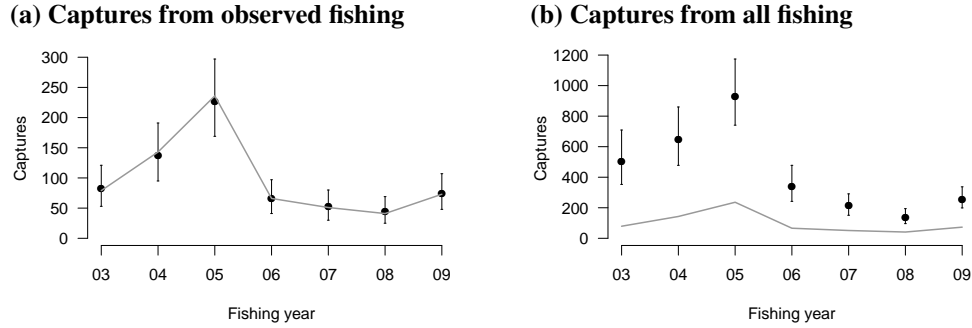 (a) Captures from observed fishing
(b) Captures from all fishing
300
250
200
150
100
50
0
Captures
03 04 05 06 07 08 09
Fishing year
1200
1000
800
600
400
200
0
Captures
03 04 05 06 07 08 09
Fishing year